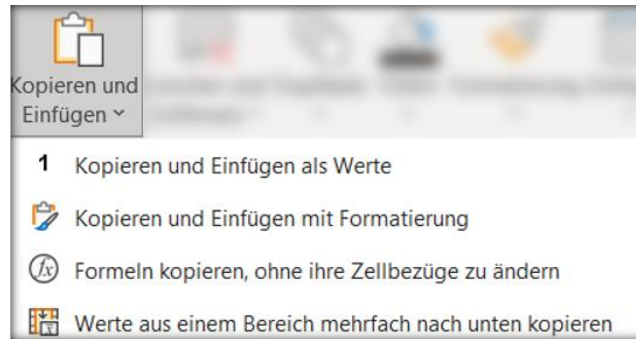 Kopieren und
Einfügen
1 Kopieren und Einfügen als Werte
Kopieren und Einfügen mit Formatierung
fx Formeln kopieren, ohne ihre Zellbezüge zu ändern
Werte aus einem Bereich mehrfach nach unten kopieren